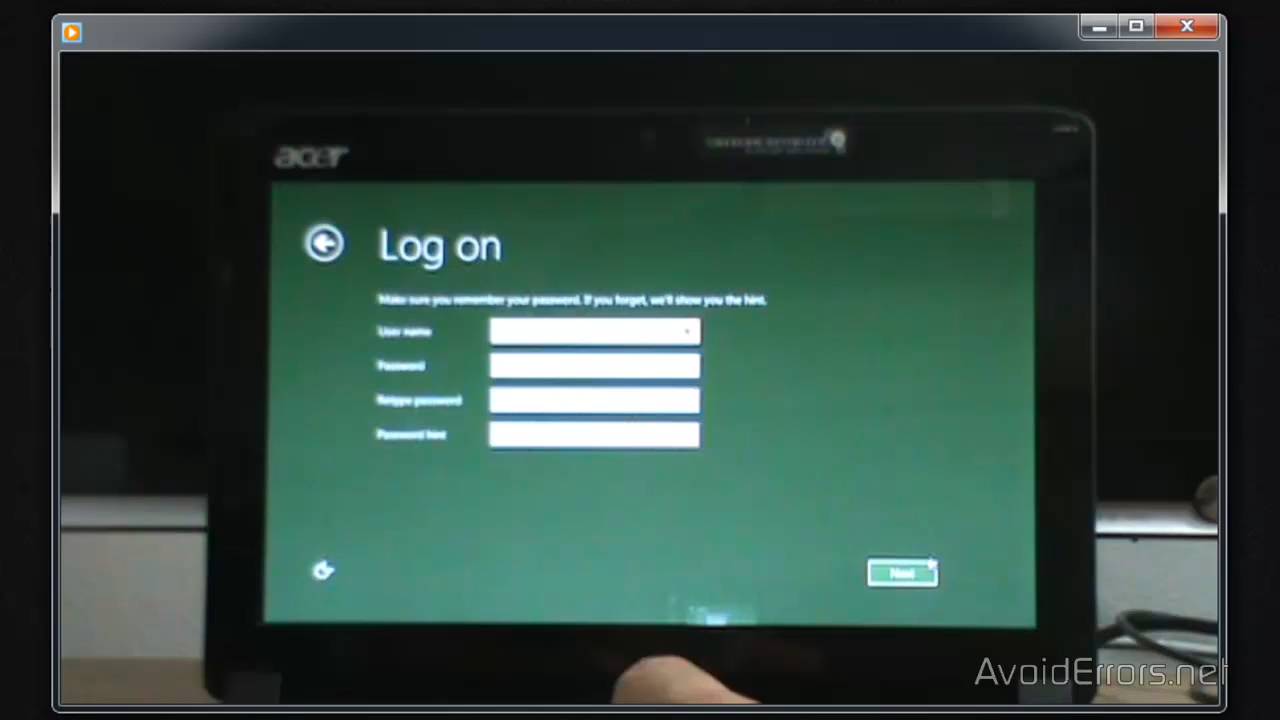 acer
Log on
Make sure you remember your password. If you forget, we'll show you the hint.
User name
Password
Retype password
Password hint
Next
AvoidErrors.net